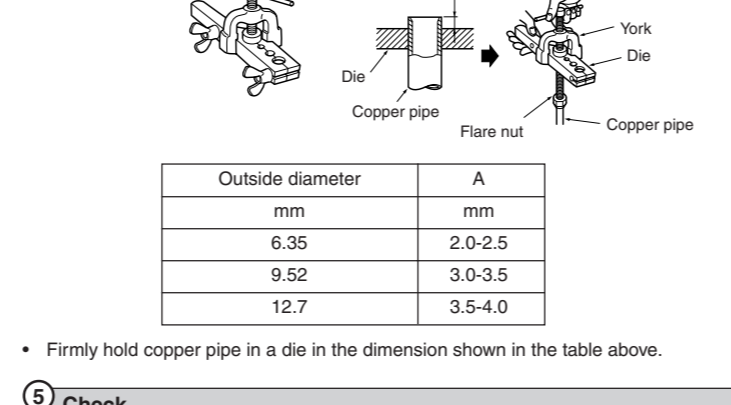 York
Die
Die
Copper pipe
Flare nut
Copper pipe
Outside diameter A
mm mm
6.35 2.0-2.5
9.52 3.0-3.5
12.7 3.5-4.0
• Firmly hold copper pipe in a die in the dimension shown in the table above.
5 Check